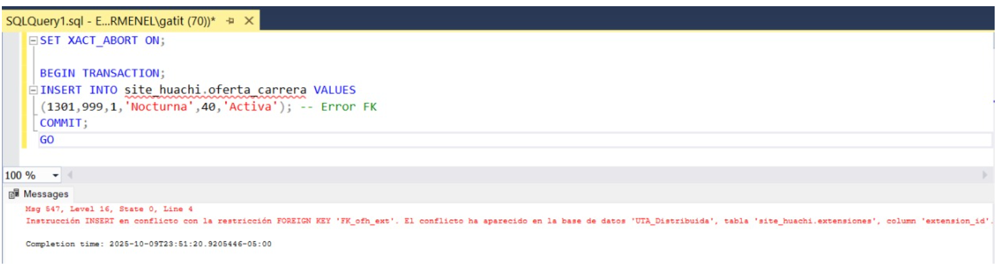 SQLQuery1.sql - E...RMENEL\gatit (70))*
SET XACT_ABORT ON;
BEGIN TRANSACTION;
INSERT INTO site_huachi.oferta_carrera VALUES
(1301,999,1,'Nocturna',40,'Activa'); -- Error FK
COMMIT;
GO
100 %
Messages
Msg 547, Level 16, State 0, Line 4
Instrucción INSERT en conflicto con la restricción FOREIGN KEY 'FK_ofh_ext'. El conflicto ha aparecido en la base de datos 'UTA_Distribuida', tabla 'site_huachi.extensiones', column 'extension_id'.
Completion time: 2025-10-09T23:51:20.9205446-05:00